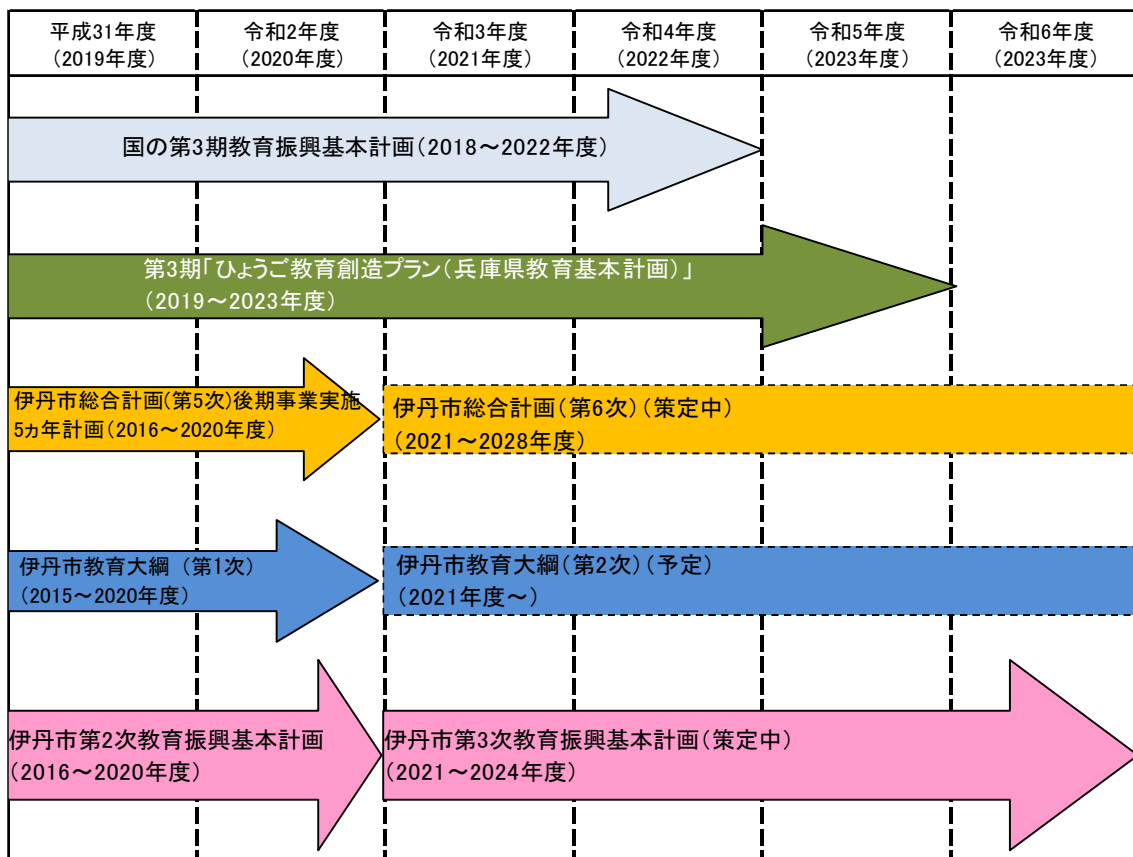 平成31年度 令和2年度 令和3年度 令和4年度 令和5年度 令和6年度
(2019年度) (2020年度) (2021年度) (2022年度) (2023年度) (2023年度)
国の第3期教育振興基本計画(2018～2022年度)
第3期「ひょうご教育創造プラン(兵庫県教育基本計画)」
(2019～2023年度)
伊丹市総合計画(第5次)後期事業実施
5ヵ年計画(2016～2020年度)
伊丹市総合計画(第6次)(策定中)
(2021～2028年度)
伊丹市教育大綱 (第1次)
(2015～2020年度)
伊丹市教育大綱(第2次)(予定)
(2021年度～)
伊丹市第2次教育振興基本計画
(2016～2020年度)
伊丹市第3次教育振興基本計画(策定中)
(2021～2024年度)